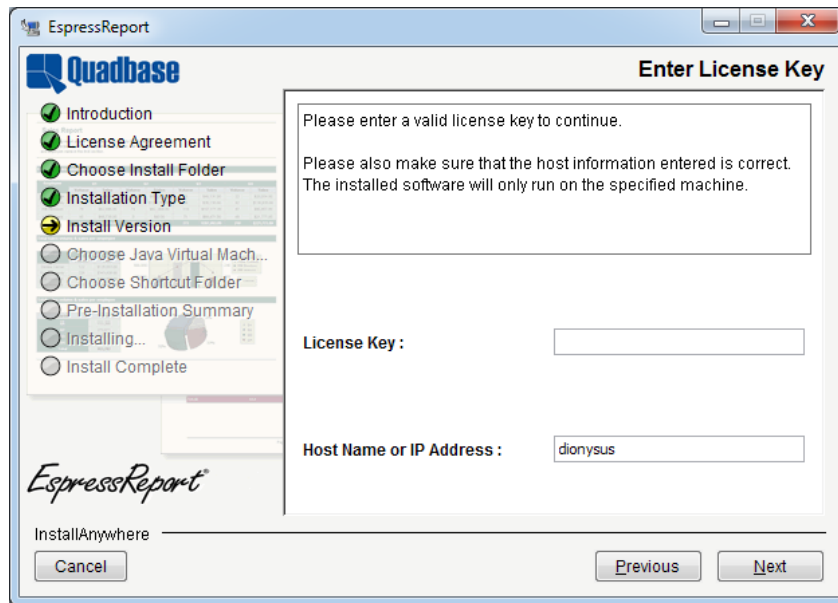 EspressReport
Quadbase
Enter License Key
Introduction
License Agreement
Choose Install Folder
Installation Type
Install Version
Choose Java Virtual Mach...
Choose Shortcut Folder
Pre-Installation Summary
Installing...
Install Complete
Please enter a valid license key to continue.
Please also make sure that the host information entered is correct.
The installed software will only run on the specified machine.
License Key :
Host Name or IP Address :
dionysus
EspressReport
InstallAnywhere
Cancel
Previous
Next